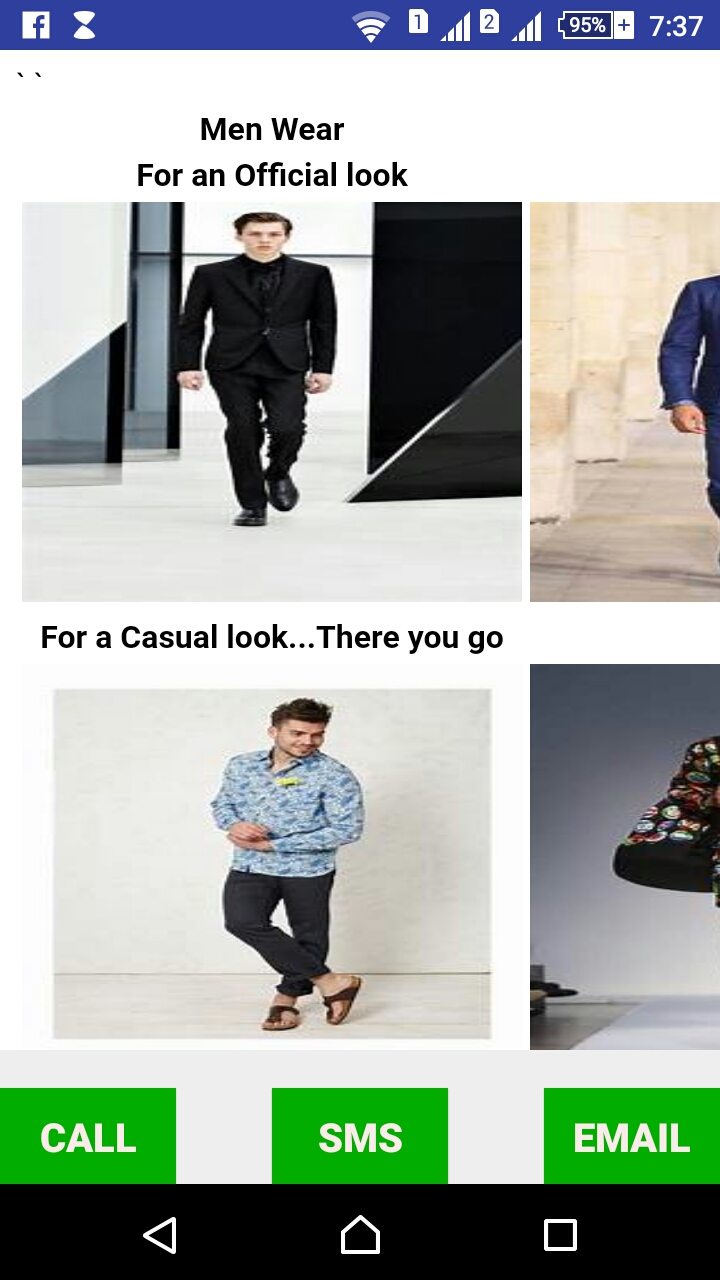 1 2 95% 7:37
` `
Men Wear
For an Official look
For a Casual look...There you go
CALL SMS EMAIL